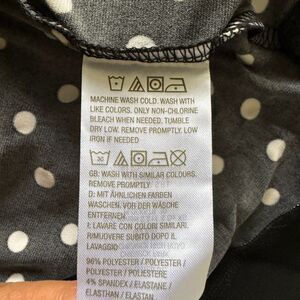 MACHINE WASH COLD. WASH WITH
LIKE COLORS. ONLY NON-CHLORINE
BLEACH WHEN NEEDED. TUMBLE
DRY LOW. REMOVE PROMPTLY. LOW
IRON IF NEEDED
30
GB: WASH WITH SIMILAR COLOURS.
REMOVE PROMPTLY.
D: MIT ÄHNLICHEN FARBEN
WASCHEN. VOR DER WÄSCHE
ENTFERNEN
I: LAVARE CON COLORI SIMILARI.
RIMUOVERE SUBITO DOPO IL
LAVAGGIO
96% POLYESTER / POLYESTER /
POLYESTER / POLIESTERE
4% SPANDEX / ELASTANE /
ELASTHAN / ELASTAN